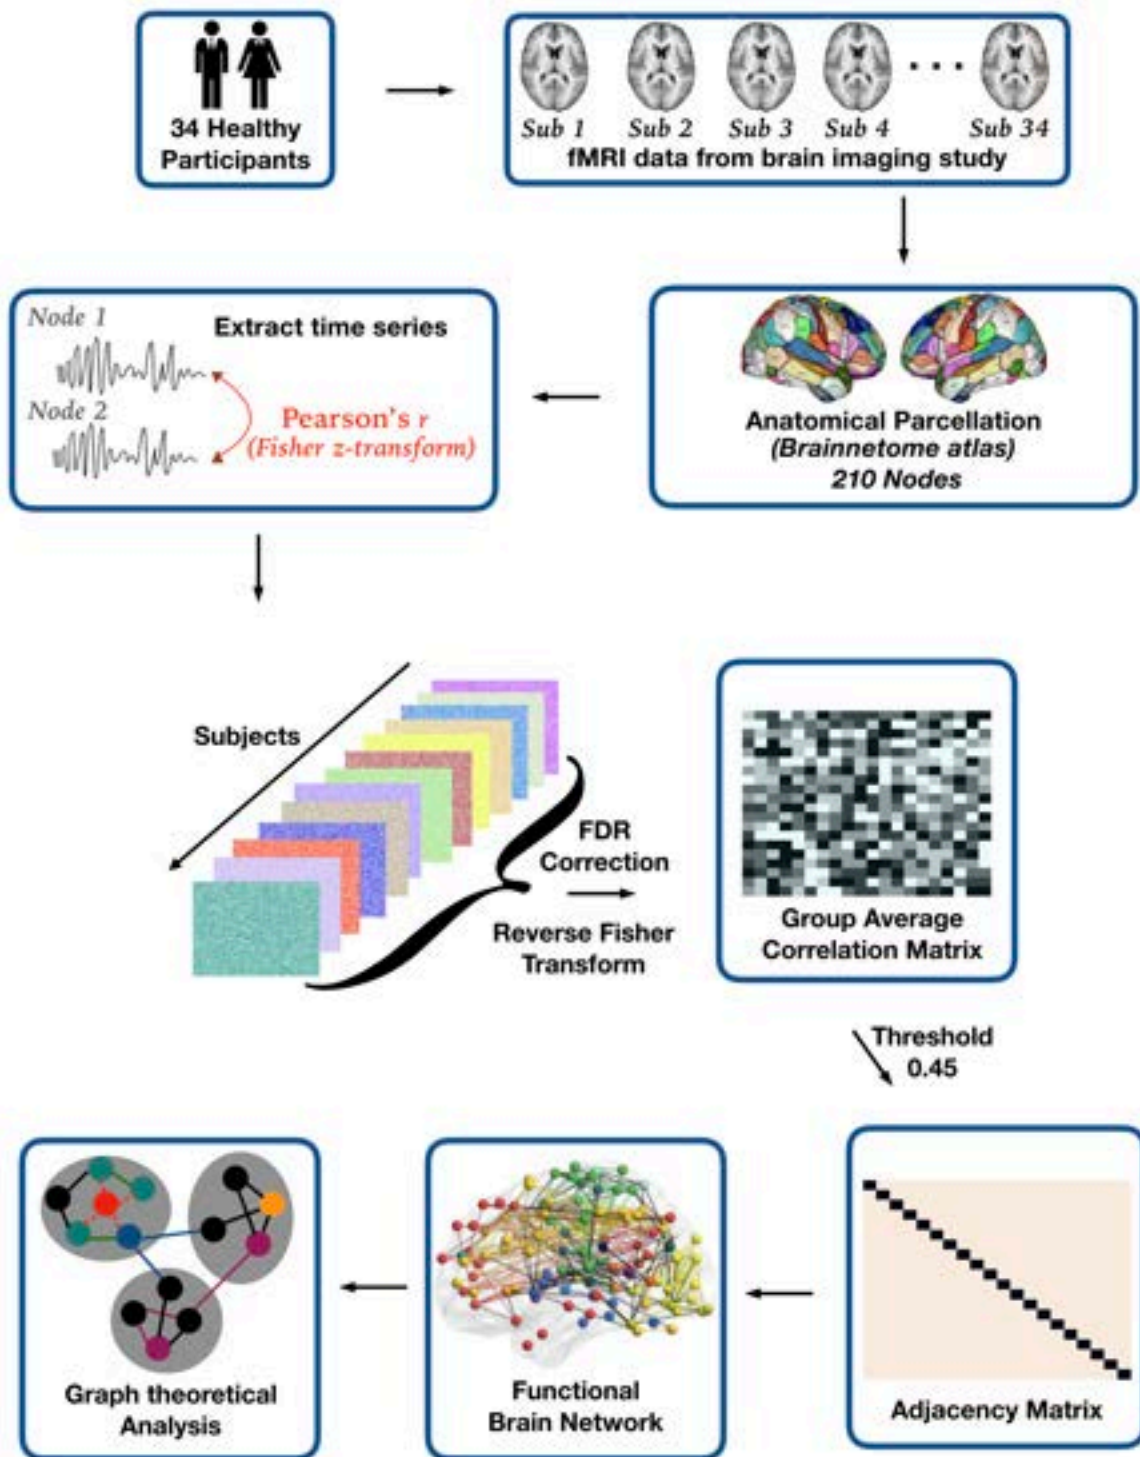 34 Healthy
Participants
Sub 1 Sub 2 Sub 3 Sub 4 Sub 34
fMRI data from brain imaging study
Node 1
Extract time series
Node 2
Pearson's r
(Fisher z-transform)
Anatomical Parcellation
(Brainnetome atlas)
210 Nodes
Subjects
FDR
Correction
Reverse Fisher
Transform
Group Average
Correlation Matrix
Threshold
0.45
Graph theoretical
Analysis
Functional
Brain Network
Adjacency Matrix